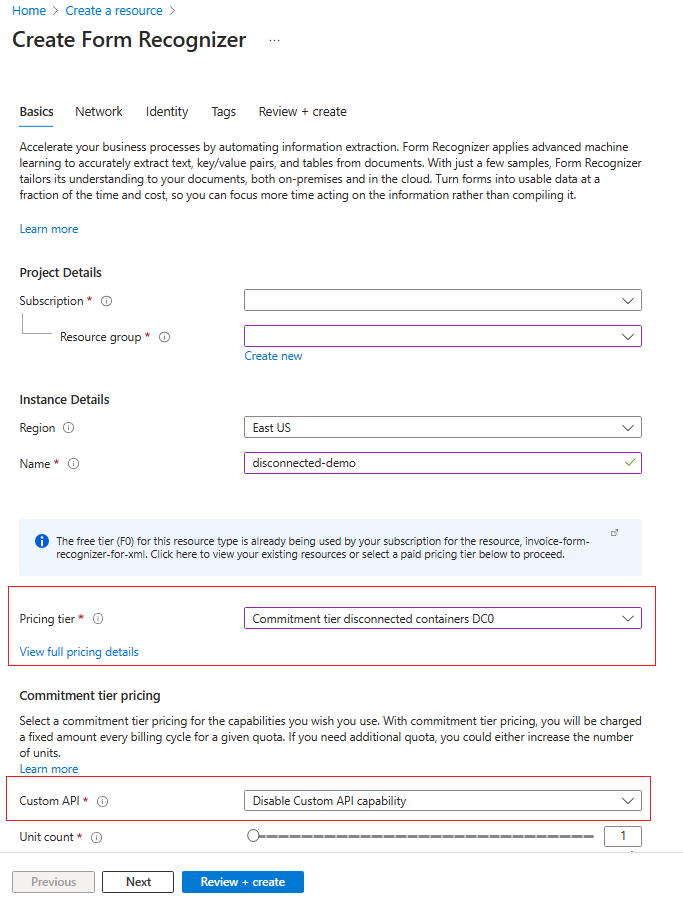 Home > Create a resource >
Create Form Recognizer ...
Basics Network Identity Tags Review + create
Accelerate your business processes by automating information extraction. Form Recognizer applies advanced machine
learning to accurately extract text, key/value pairs, and tables from documents. With just a few samples, Form Recognizer
tailors its understanding to your documents, both on-premises and in the cloud. Turn forms into usable data at a
fraction of the time and cost, so you can focus more time acting on the information rather than compiling it.
Learn more
Project Details
Subscription *
Resource group *
Create new
Instance Details
Region East US
Name * disconnected-demo
The free tier (F0) for this resource type is already being used by your subscription for the resource, invoice-form-
recognizer-for-xml. Click here to view your existing resources or select a paid pricing tier below to proceed.
Pricing tier * Commitment tier disconnected containers DC0
View full pricing details
Commitment tier pricing
Select a commitment tier pricing for the capabilities you wish you use. With commitment tier pricing, you will be charged
a fixed amount every billing cycle for a given quota. If you need additional quota, you could either increase the number
of units.
Learn more
Custom API * Disable Custom API capability
Unit count * 1
Previous Next Review + create